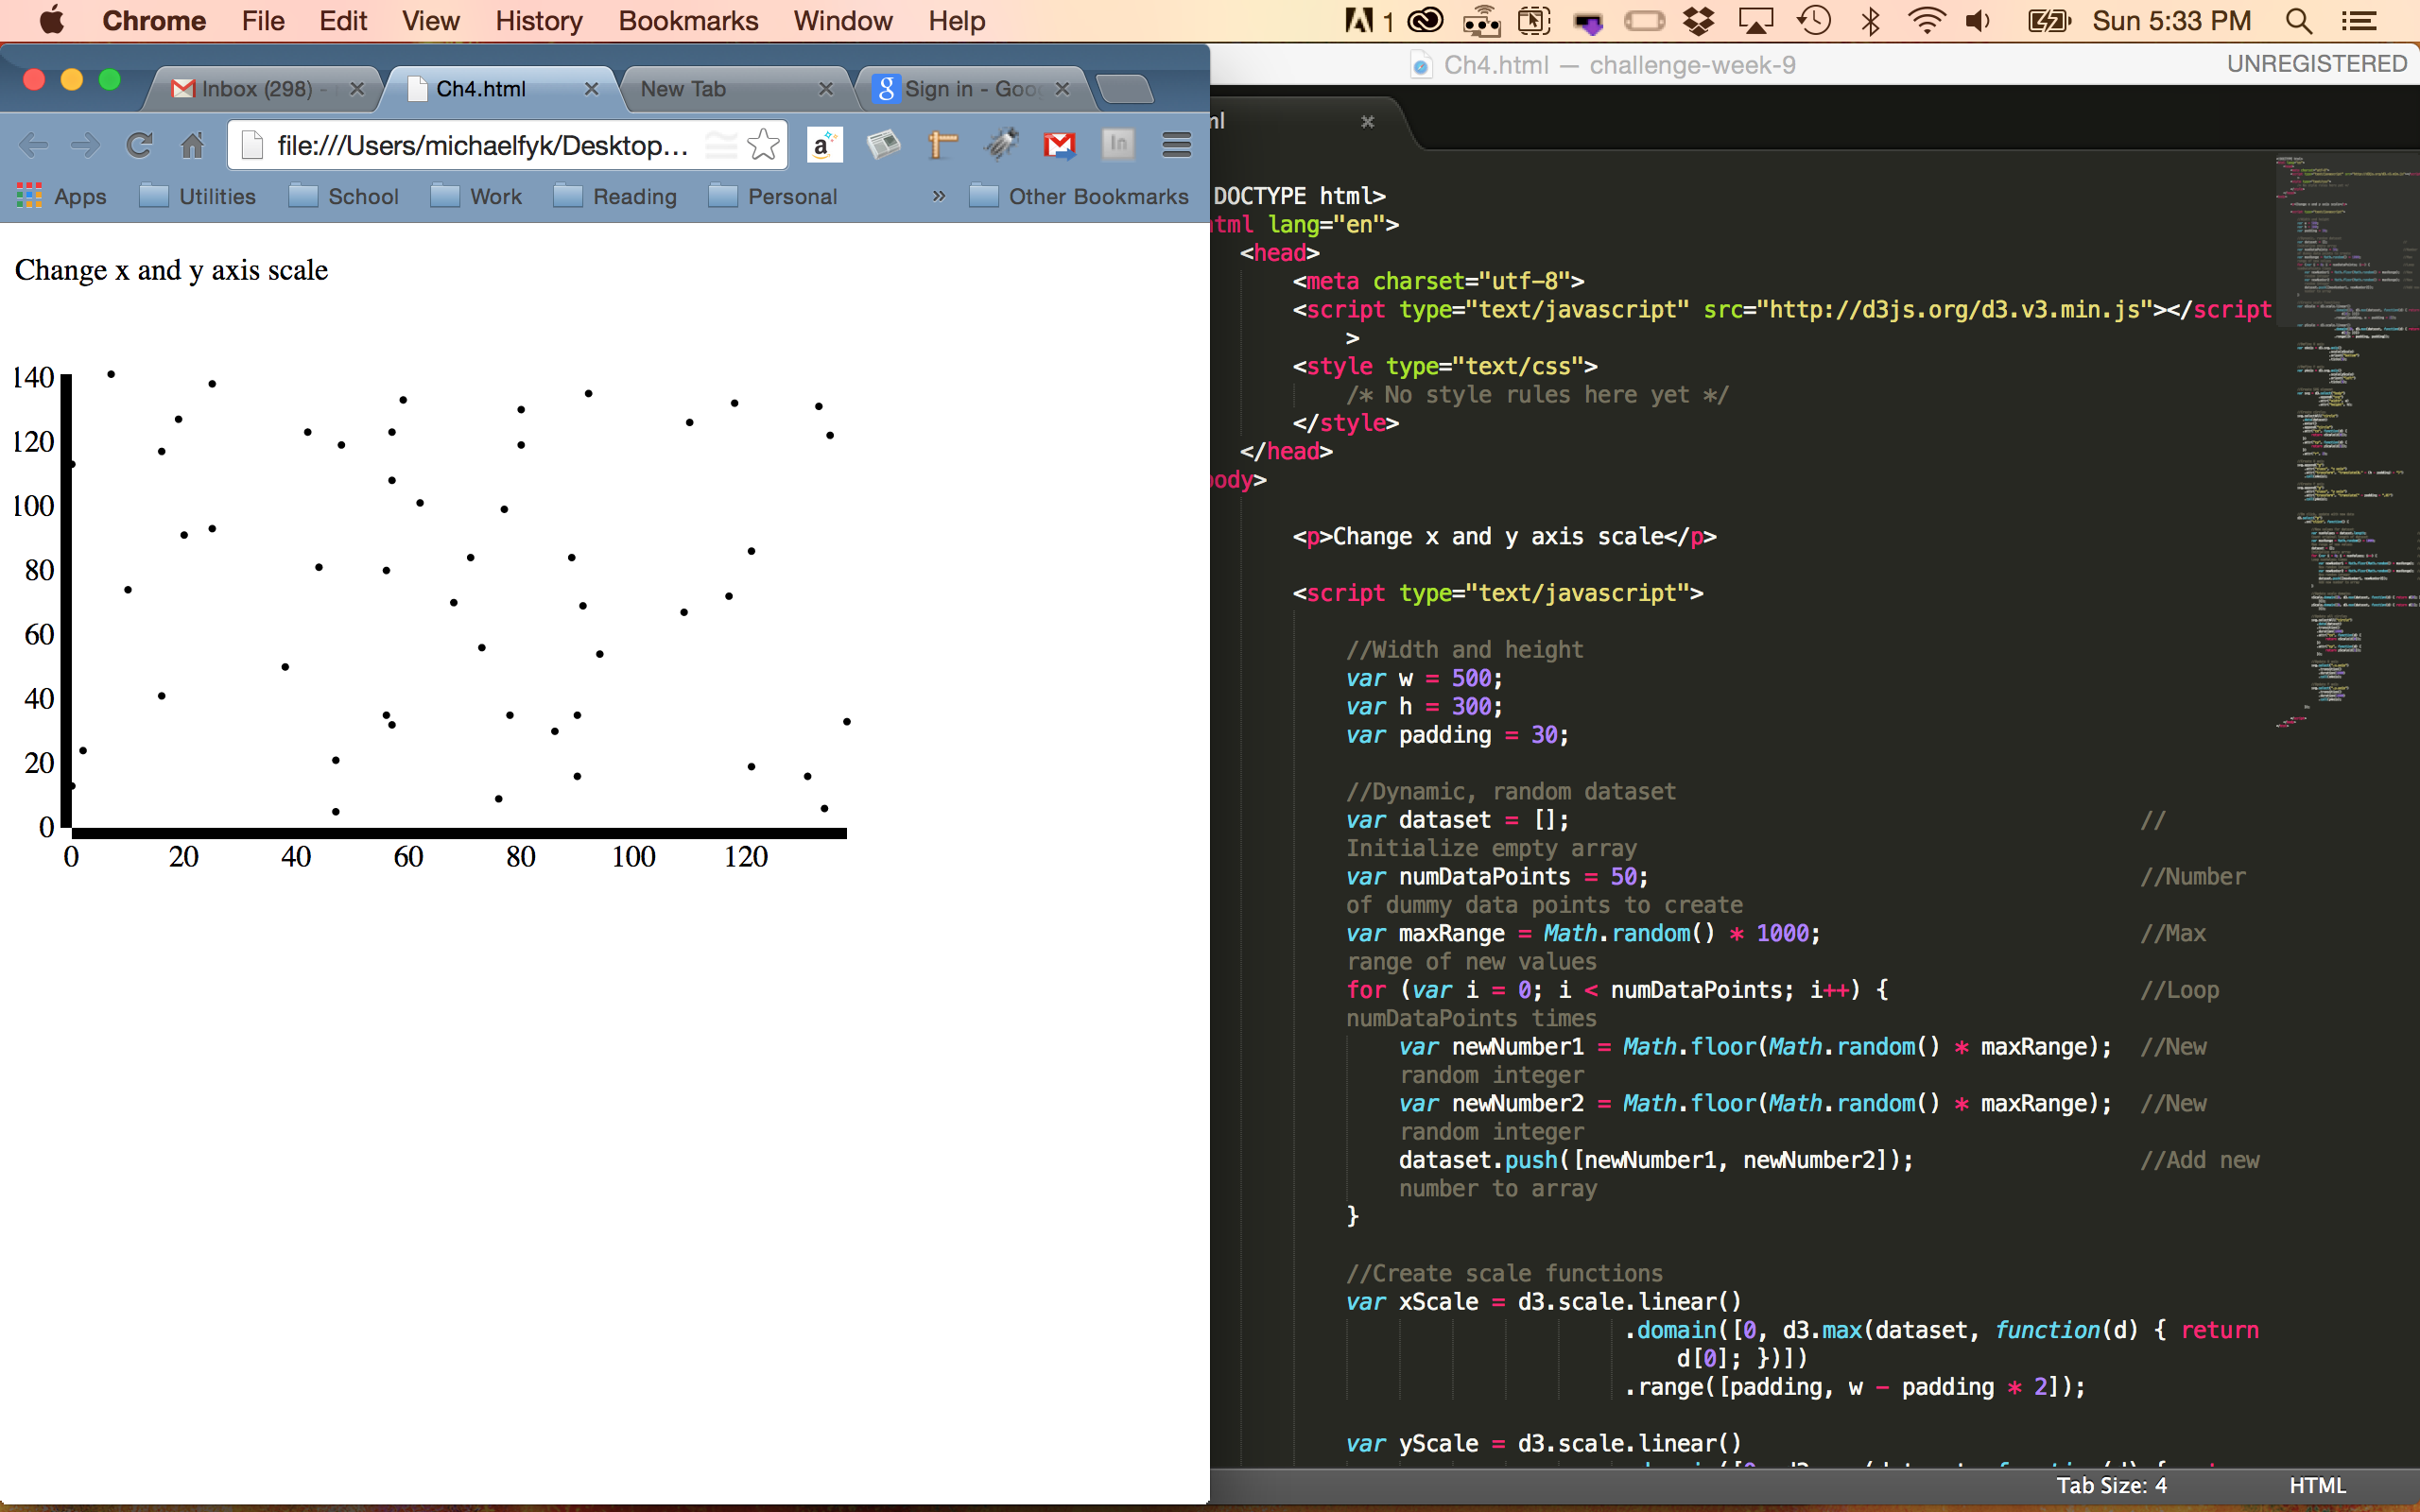 Chrome File Edit View History Bookmarks Window Help 1 Sun 5:33 PM
Inbox (298) - Ch4.html New Tab Sign in - Goo
Ch4.html — challenge-week-9 UNREGISTERED
file:///Users/michaelfyk/Desktop...
a
In
Apps Utilities School Work Reading Personal » Other Bookmarks
Change x and y axis scale
140
120
100
80
60
40
20
0
0 20 40 60 80 100 120
ml
DOCTYPE html>
html lang="en">
<head>
<meta charset="utf-8">
<script type="text/javascript" src="http://d3js.org/d3.v3.min.js"></script
>
<style type="text/css">
/* No style rules here yet */
</style>
</head>
body>
<p>Change x and y axis scale</p>
<script type="text/javascript">
//Width and height
var w = 500;
var h = 300;
var padding = 30;
//Dynamic, random dataset
var dataset = []; //
Initialize empty array
var numDataPoints = 50; //Number
of dummy data points to create
var maxRange = Math.random() * 1000; //Max
range of new values
for (var i = 0; i < numDataPoints; i++) { //Loop
numDataPoints times
var newNumber1 = Math.floor(Math.random() * maxRange); //New
random integer
var newNumber2 = Math.floor(Math.random() * maxRange); //New
random integer
dataset.push([newNumber1, newNumber2]); //Add new
number to array
}
//Create scale functions
var xScale = d3.scale.linear()
.domain([0, d3.max(dataset, function(d) { return
d[0]; })])
.range([padding, w - padding * 2]);
var yScale = d3.scale.linear()
Tab Size: 4 HTML